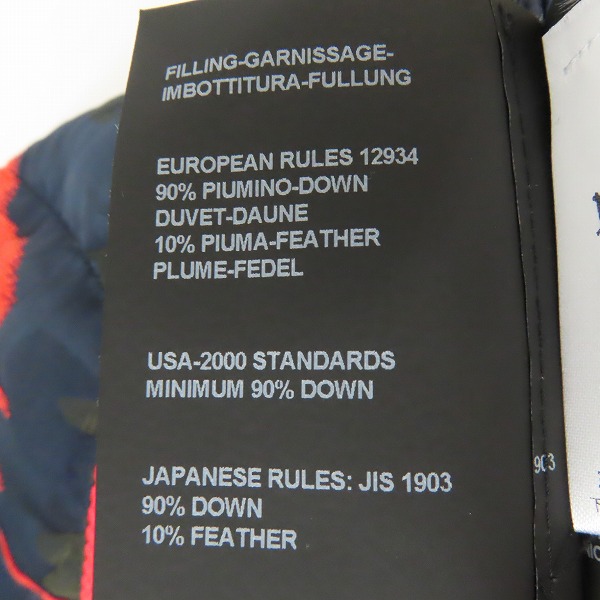 FILLING-GARNISSAGE-
IMBOTTITURA-FULLUNG
EUROPEAN RULES 12934
90% PIUMINO-DOWN
DUVET-DAUNE
10% PIUMA-FEATHER
PLUME-FEDEL
USA-2000 STANDARDS
MINIMUM 90% DOWN
JAPANESE RULES: JIS 1903
90% DOWN
10% FEATHER
903